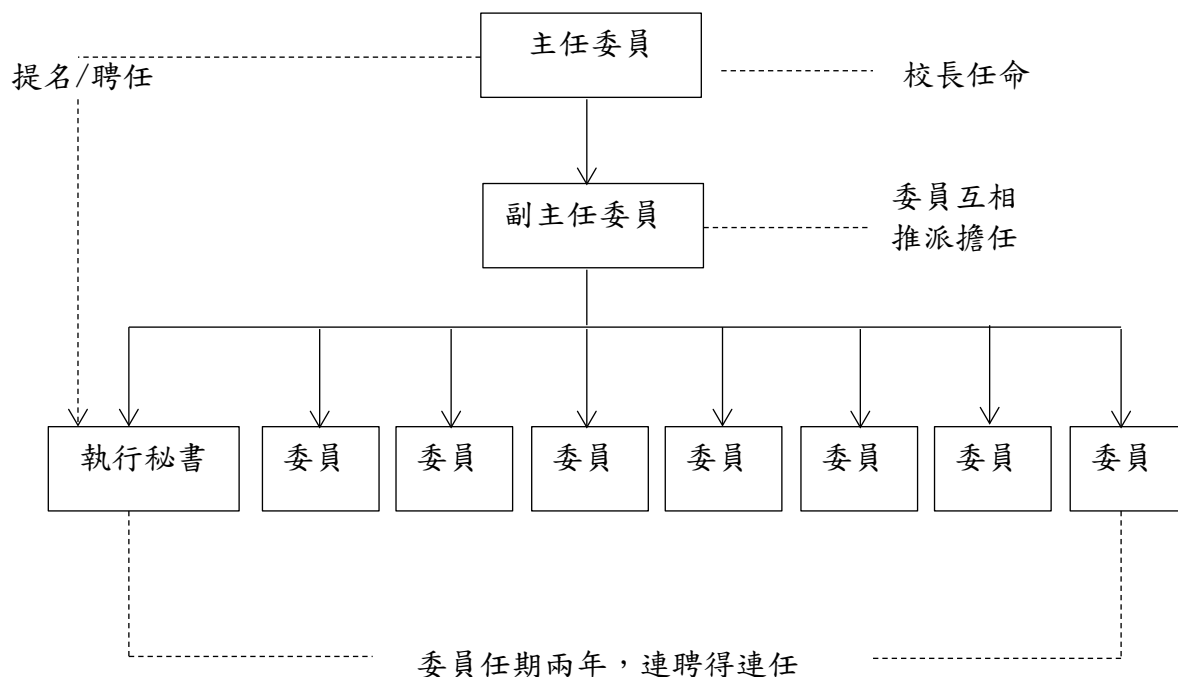 主任委員
提名/聘任
校長任命
副主任委員
委員互相
推派擔任
執行秘書
委員
委員
委員
委員
委員
委員
委員
委員任期兩年，連聘得連任